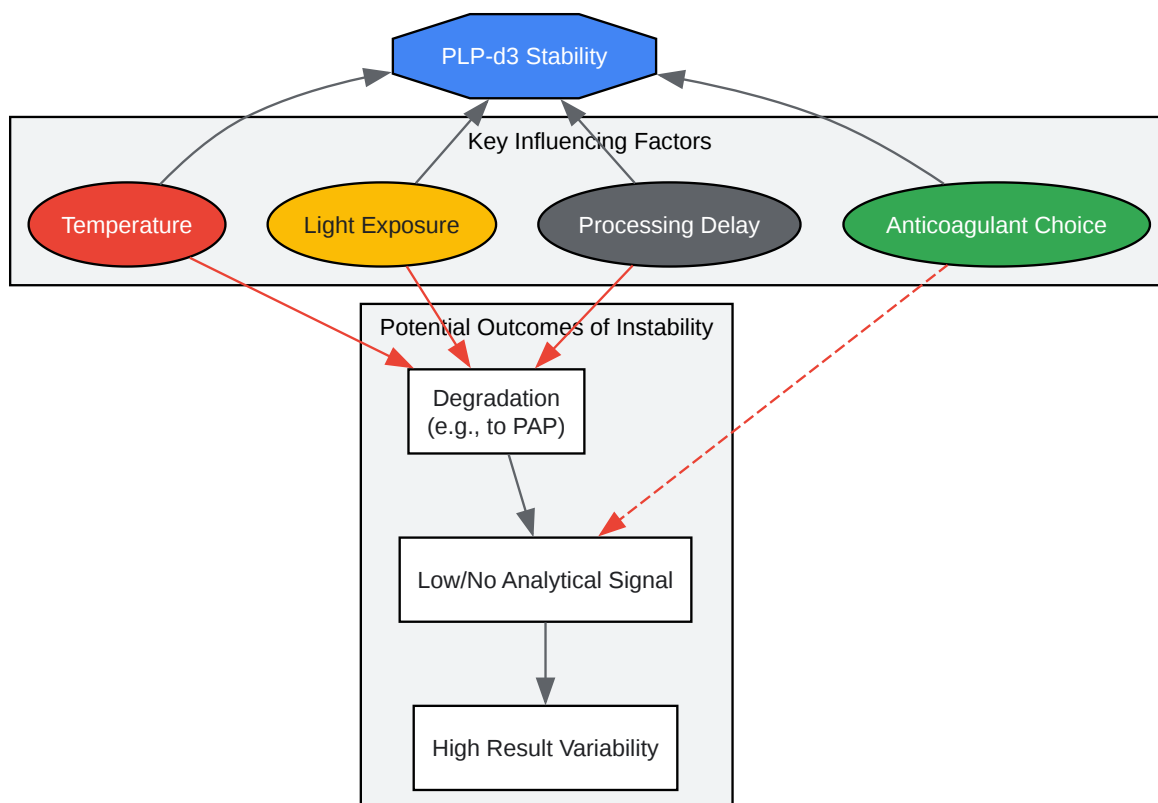 PLP-d3 Stability
Key Influencing Factors
Temperature
Light Exposure
Processing Delay
Anticoagulant Choice
Potential Outcomes of Instability
Degradation
(e.g., to PAP)
Low/No Analytical Signal
High Result Variability